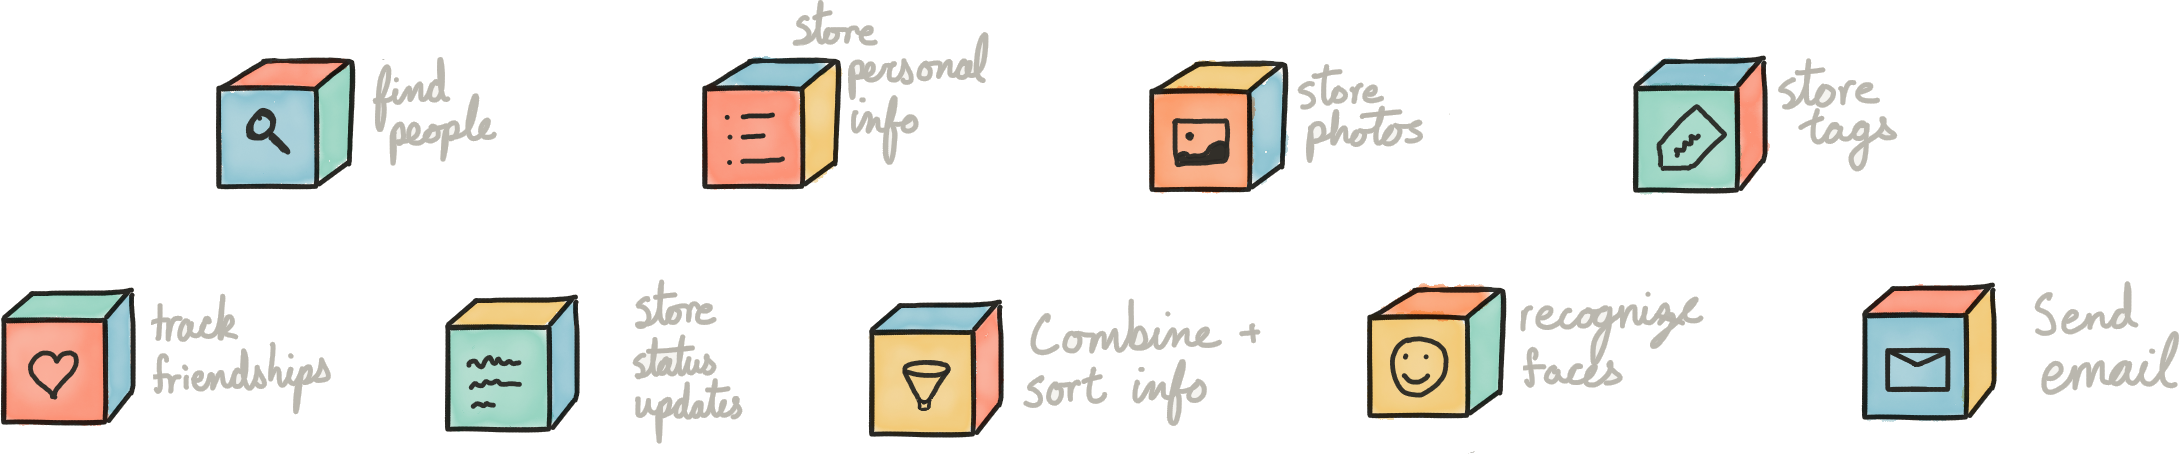 find
people
store
personal
info
store
photos
store
tags
track
friendships
store
status
updates
Combine +
sort info
recognize
faces
Send
email